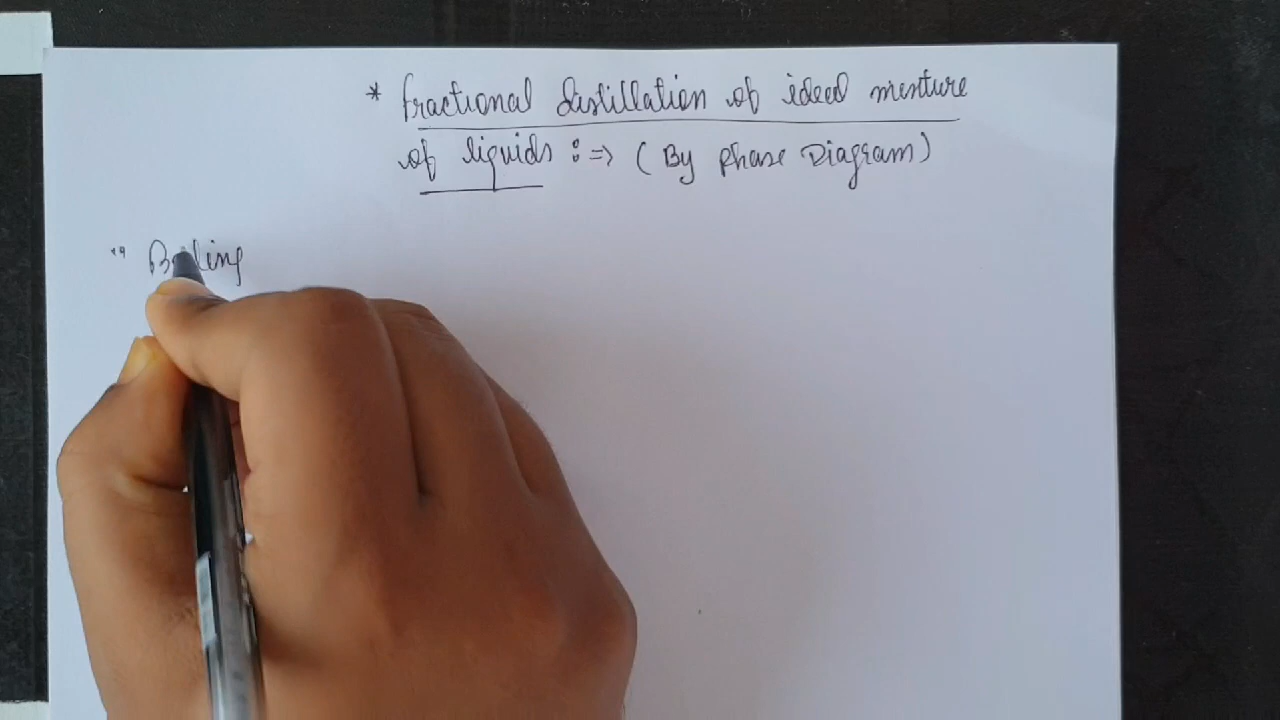 * fractional distillation of ideal mixture
of liquids :⇒ (By phase Diagram)
Boiling